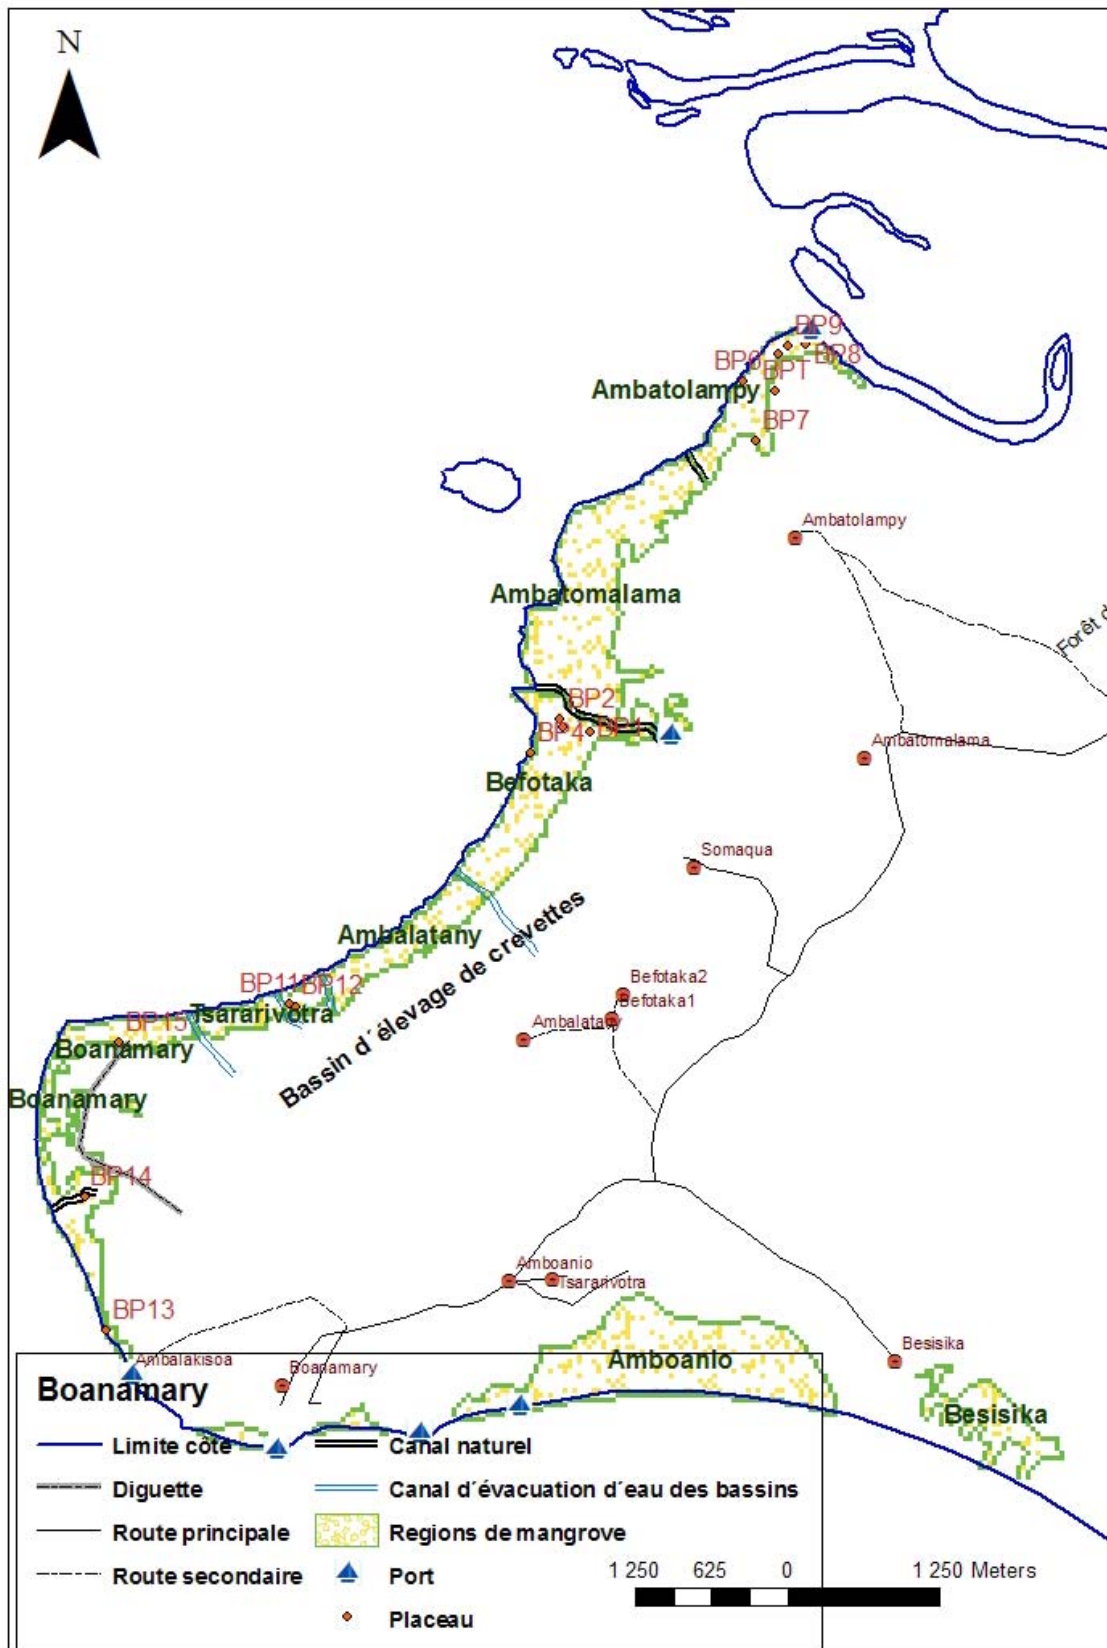 N
BP9
BP6
BP8
Ambatolampy
BP7
Ambatolampy
Ambatomalama
Forêt d
BP2
BP4
BP1
Ambatomalama
Befotaka
Somaqua
Ambalatany
Bassin d´élevage de crevettes
Befotaka2
BP11
BP12
Befotaka1
Tsararivotra
Ambalatany
BP15
Boanamary
Boanamary
BP14
Amboanio
Tsararivotra
BP13
Besisika
Ambalakisoa
Boanamary
Amboanio
Boanamary
Besisika
Limite côte
Canal naturel
Diguette
Canal d´évacuation d´eau des bassins
Route principale
Regions de mangrove
Route secondaire
Port
1 250 625 0 1 250 Meters
Placeau